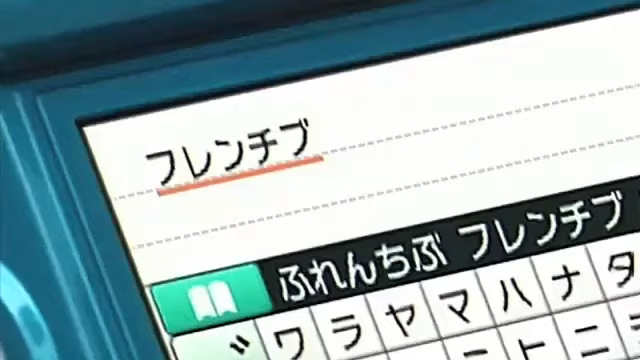 フレンチブ
ふれんちぶ フレンチブ
゛ ワ ラ ヤ マ ハ ナ タ